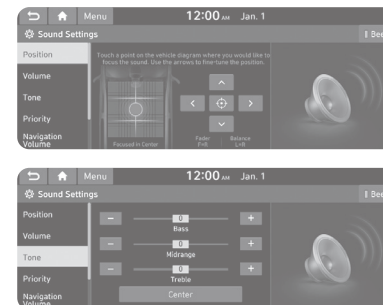 Menu 12:00 AM Jan. 1
Sound Settings Bee
Position
Touch a point on the vehicle diagram where you would like to
focus the sound. Use the arrows to fine-tune the position.
Volume
Tone
Priority
Navigation
Volume
Focused in Center
Fader Balance
F=R L=R
Menu 12:00 AM Jan. 1
Sound Settings Bee
Position
Volume
Tone
Priority
Navigation
Volume
− 0 +
Bass
− 0 +
Midrange
− 0 +
Treble
Center